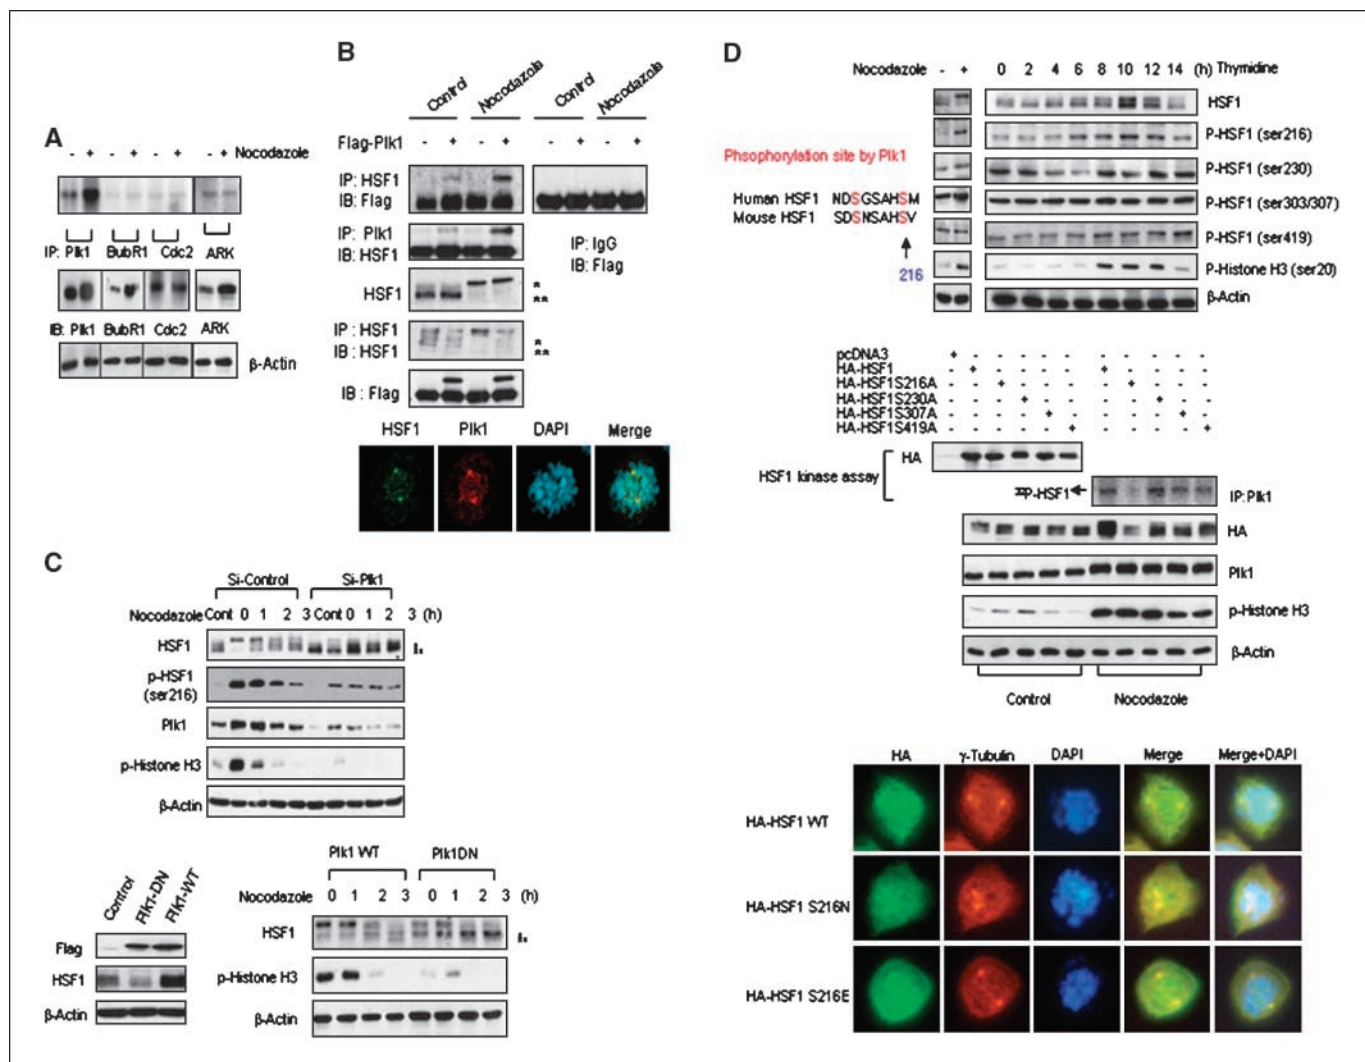 A
- + - + - + - + Nocodazole
IP: Plk1 BubR1 Cdc2 ARK
IB: Plk1 BubR1 Cdc2 ARK
β-Actin
B
Control Nocodazole Control Nocodazole
Flag-Plk1 - + - + - + - +
IP: HSF1
IB: Flag
IP: Plk1
IB: HSF1
IP: IgG
IB: Flag
HSF1
*
**
IP: HSF1
IB: HSF1
*
**
IB: Flag
HSF1 Plk1 DAPI Merge
C
Si-Control Si-Plk1
Nocodazole Cont 0 1 2 3 Cont 0 1 2 3 (h)
HSF1
p-HSF1
(ser216)
Plk1
p-Histone H3
β-Actin
Control Plk1-DN Plk1-WT
Flag
HSF1
β-Actin
Plk1 WT Plk1DN
Nocodazole 0 1 2 3 0 1 2 3 (h)
HSF1
p-Histone H3
β-Actin
D
Nocodazole - + 0 2 4 6 8 10 12 14 (h) Thymidine
HSF1
P-HSF1 (ser216)
P-HSF1 (ser230)
P-HSF1 (ser303/307)
P-HSF1 (ser419)
P-Histone H3 (ser20)
β-Actin
Phsophorylation site by Plk1
Human HSF1 NDSGSAHSM
Mouse HSF1 SDSNSAHSV
216
pcDNA3 + - - - - - - - - - -
HA-HSF1 - + - - - - + - - - -
HA-HSF1S216A - - + - - - - + - - -
HA-HSF1S230A - - - + - - - - + - -
HA-HSF1S307A - - - - + - - - - + -
HA-HSF1S419A - - - - - + - - - - +
HSF1 kinase assay
HA
P-HSF1
IP:Plk1
HA
Plk1
p-Histone H3
β-Actin
Control Nocodazole
HA γ-Tubulin DAPI Merge Merge+DAPI
HA-HSF1 WT
HA-HSF1 S216N
HA-HSF1 S216E